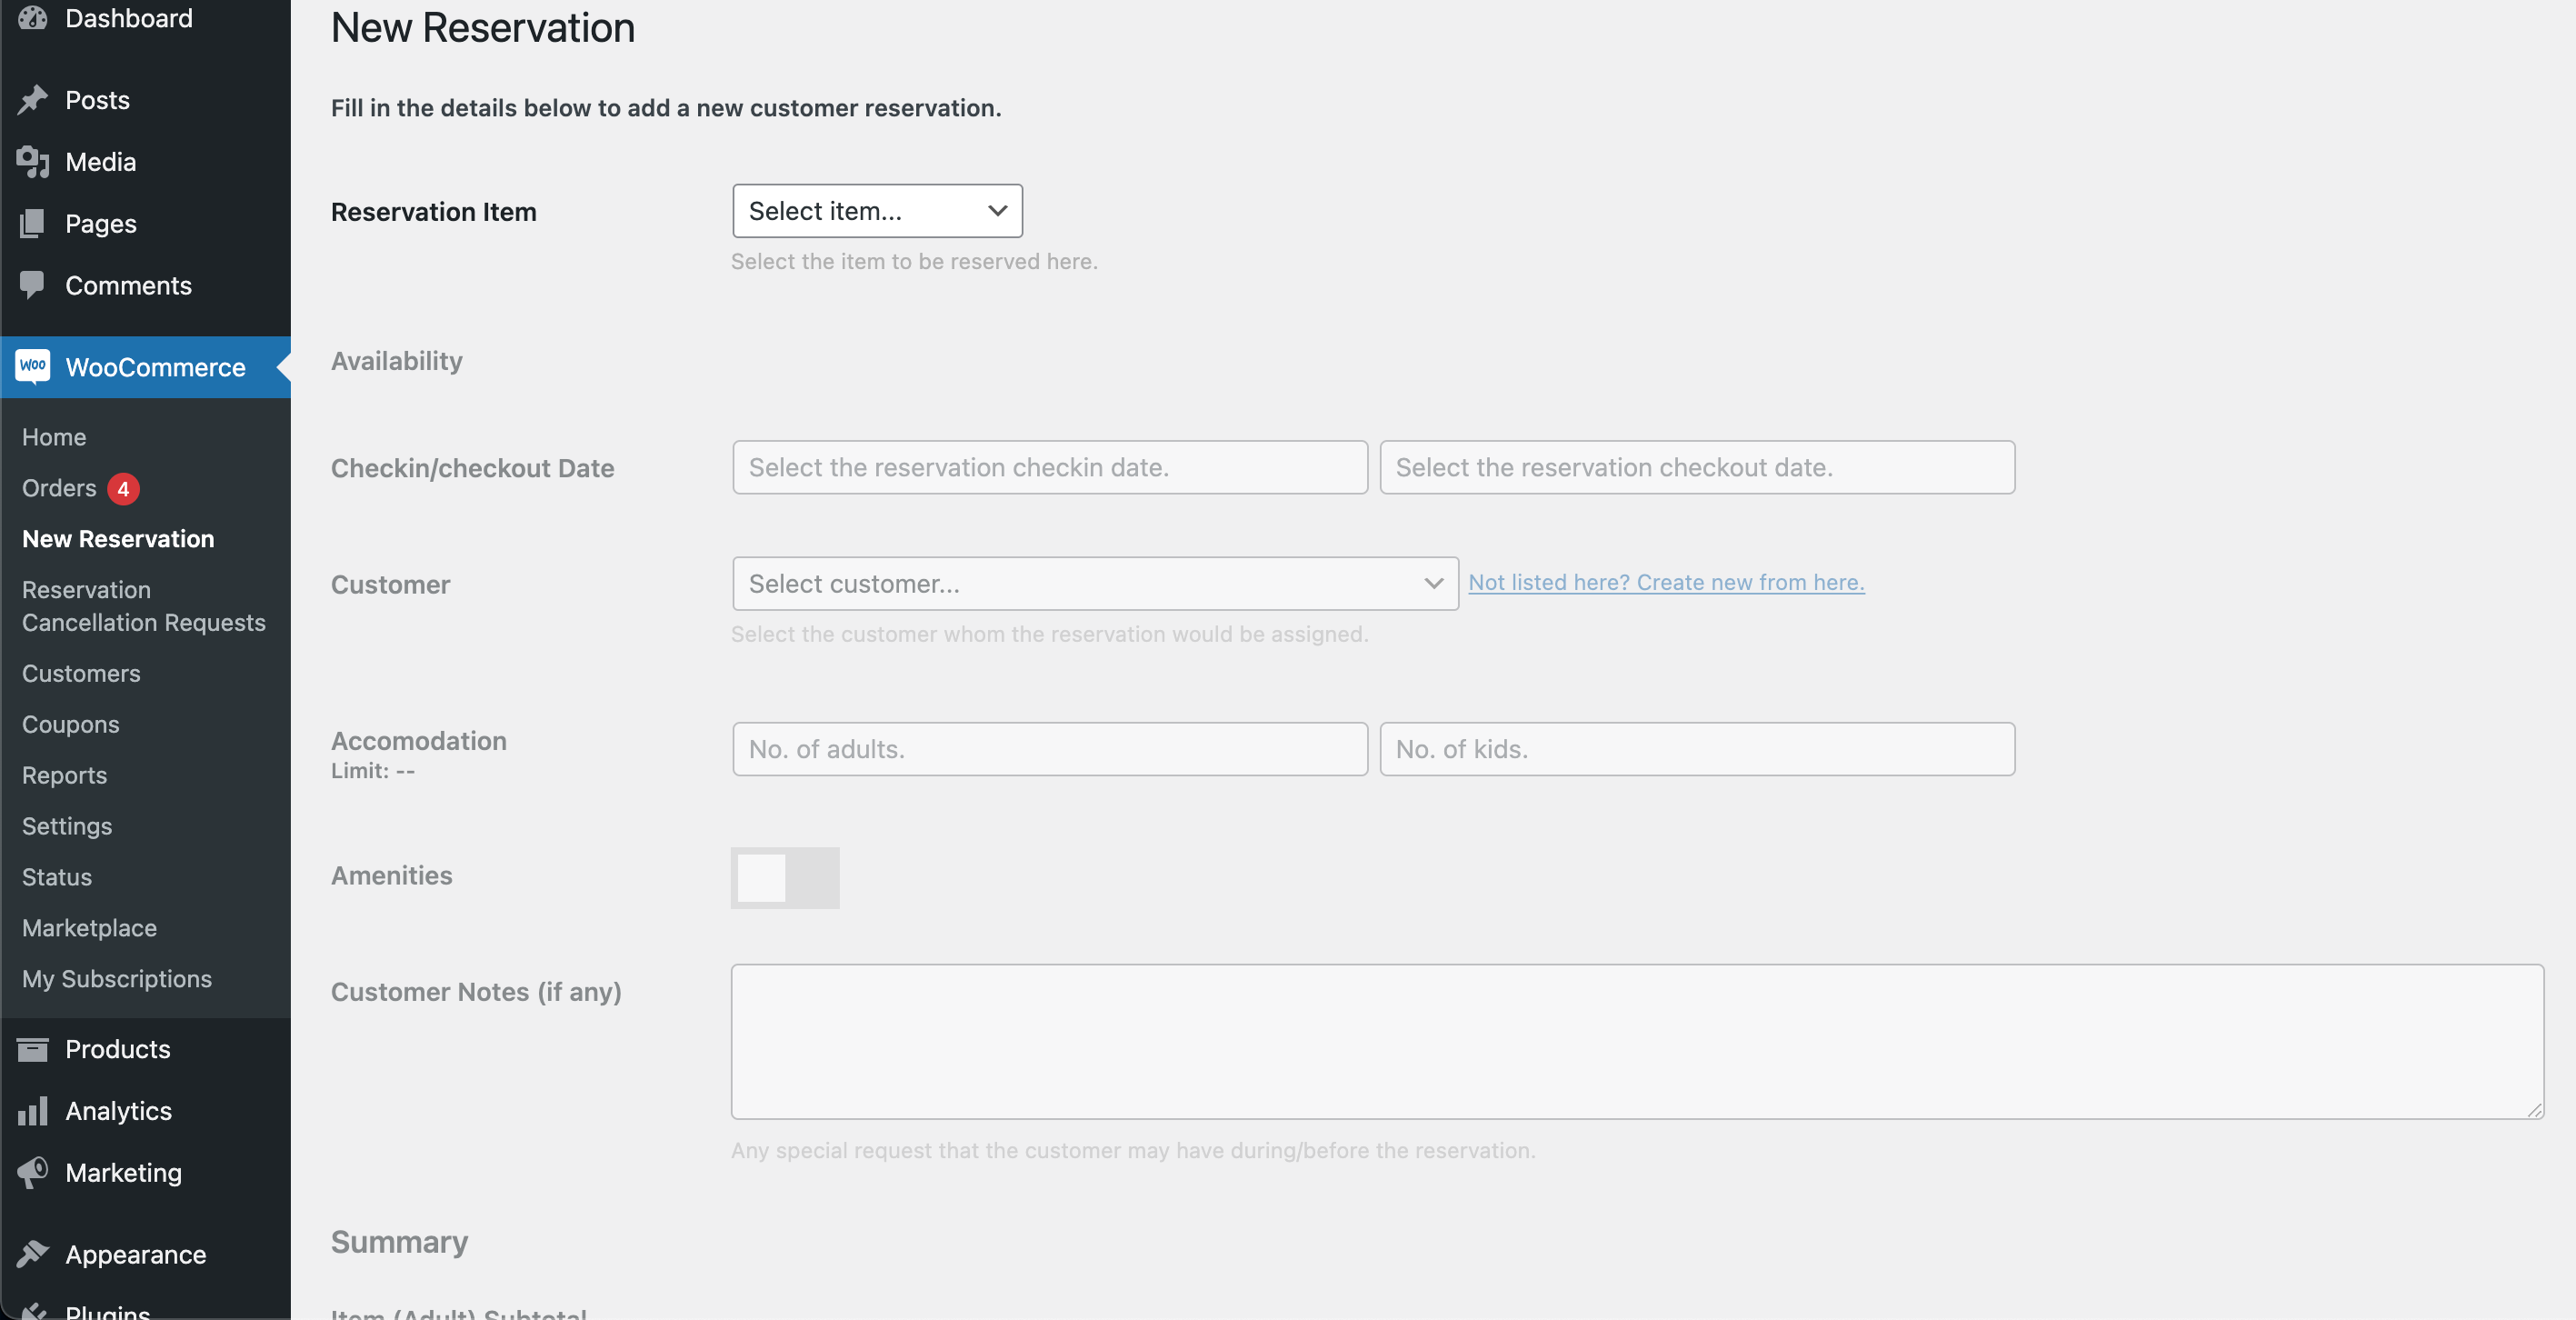 Dashboard
Posts
Media
Pages
Comments
Woo WooCommerce
Home
Orders 4
New Reservation
Reservation
Cancellation Requests
Customers
Coupons
Reports
Settings
Status
Marketplace
My Subscriptions
Products
Analytics
Marketing
Appearance
Plugins
New Reservation
Fill in the details below to add a new customer reservation.
Reservation Item
Select item...
Select the item to be reserved here.
Availability
Checkin/checkout Date
Select the reservation checkin date.
Select the reservation checkout date.
Customer
Select customer...
Not listed here? Create new from here.
Select the customer whom the reservation would be assigned.
Accomodation
Limit: --
No. of adults.
No. of kids.
Amenities
Customer Notes (if any)
Any special request that the customer may have during/before the reservation.
Summary
Item (Adult) Subtotal